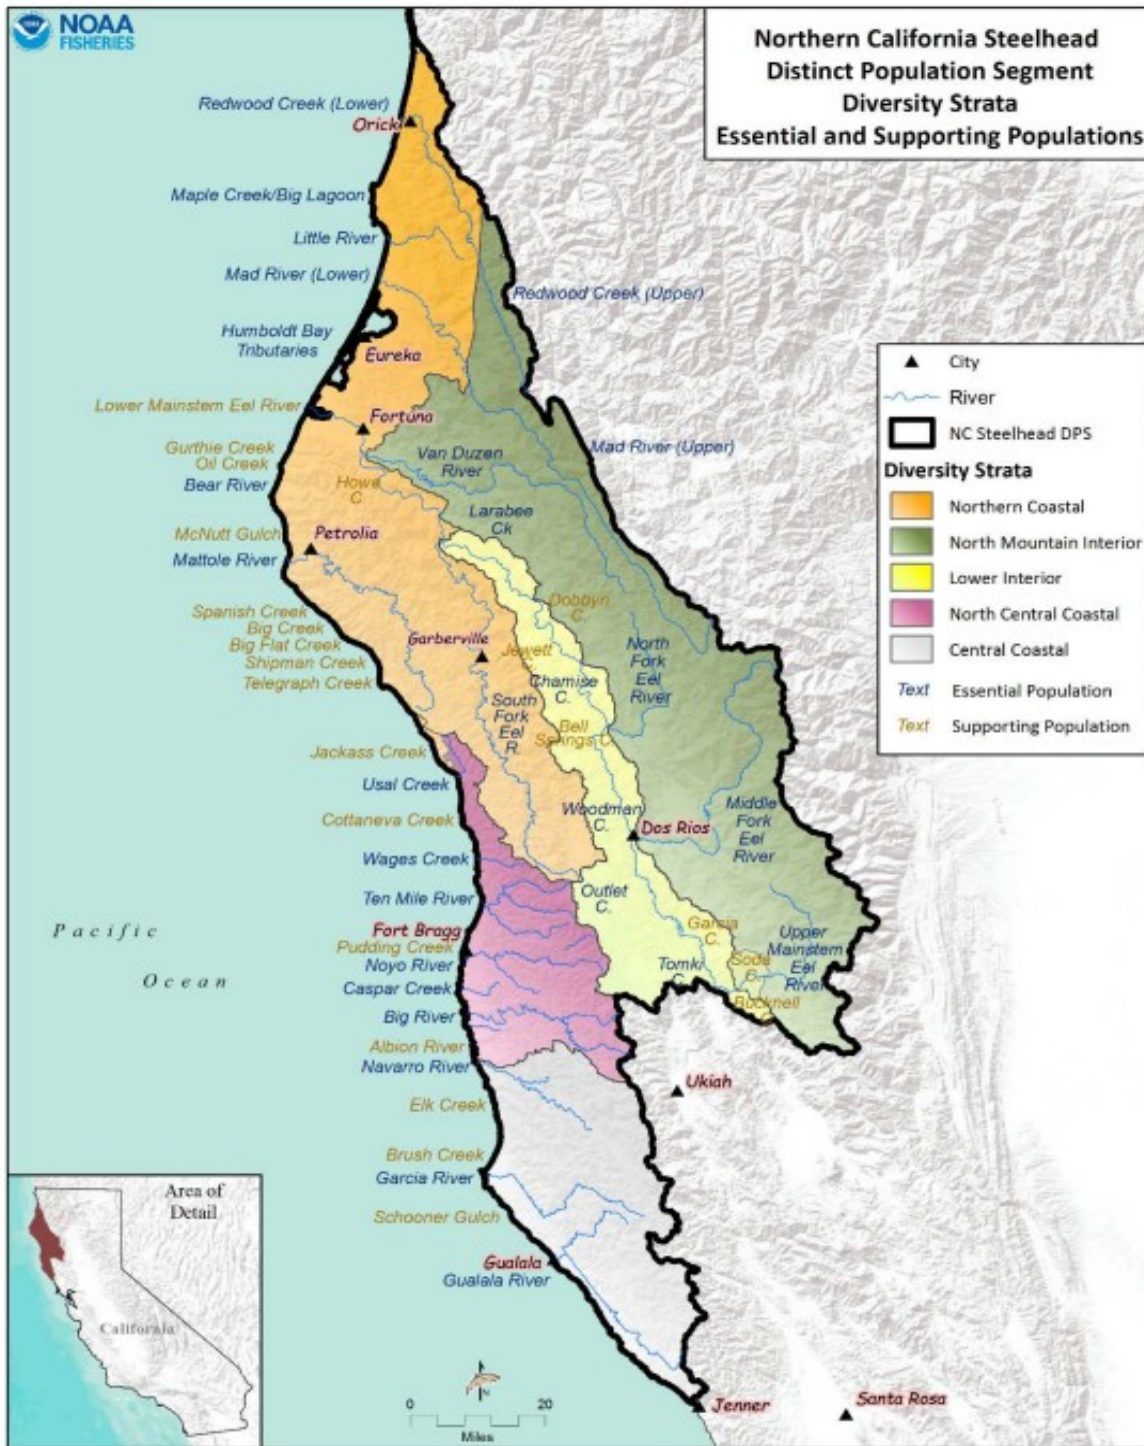 NOAA
FISHERIES
Northern California Steelhead
Distinct Population Segment
Diversity Strata
Essential and Supporting Populations
Redwood Creek (Lower)
Orick
Maple Creek/Big Lagoon
Little River
Mad River (Lower)
Redwood Creek (Upper)
Humboldt Bay
Tributaries
Eureka
Lower Mainstem Eel River
Fortuna
Mad River (Upper)
Gurthie Creek
Oil Creek
Bear River
Van Duzen
River
Howe
C.
Larabee
Ck
McNutt Gulch
Petrolia
Mattole River
Spanish Creek
Big Creek
Big Flat Creek
Shipman Creek
Telegraph Creek
Dobbyn
C.
Garberville
Jewett
North
Fork
Eel
River
Chamise
C.
South
Fork
Eel
R.
Bell
Springs C.
Jackass Creek
Usal Creek
Cottaneva Creek
Woodman
C.
Dos Rios
Middle
Fork
Eel
River
Wages Creek
Ten Mile River
Outlet
C.
Fort Bragg
Pudding Creek
Noyo River
Caspar Creek
Big River
Albion River
Navarro River
Garcia
C.
Soda
C.
Upper
Mainstem
Eel
River
Tomki
C.
Bucknell
Ukiah
Elk Creek
Brush Creek
Garcia River
Schooner Gulch
Gualala
Gualala River
Jenner
Santa Rosa
Pacific
Ocean
City
River
NC Steelhead DPS
Diversity Strata
Northern Coastal
North Mountain Interior
Lower Interior
North Central Coastal
Central Coastal
Text Essential Population
Text Supporting Population
Area of
Detail
California
N
0 20
Miles